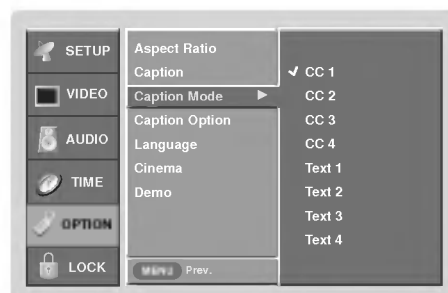 SETUP
VIDEO
AUDIO
TIME
OPTION
LOCK
Aspect Ratio
Caption
Caption Mode
Caption Option
Language
Cinema
Demo
MENU Prev.
CC 1
CC 2
CC 3
CC 4
Text 1
Text 2
Text 3
Text 4